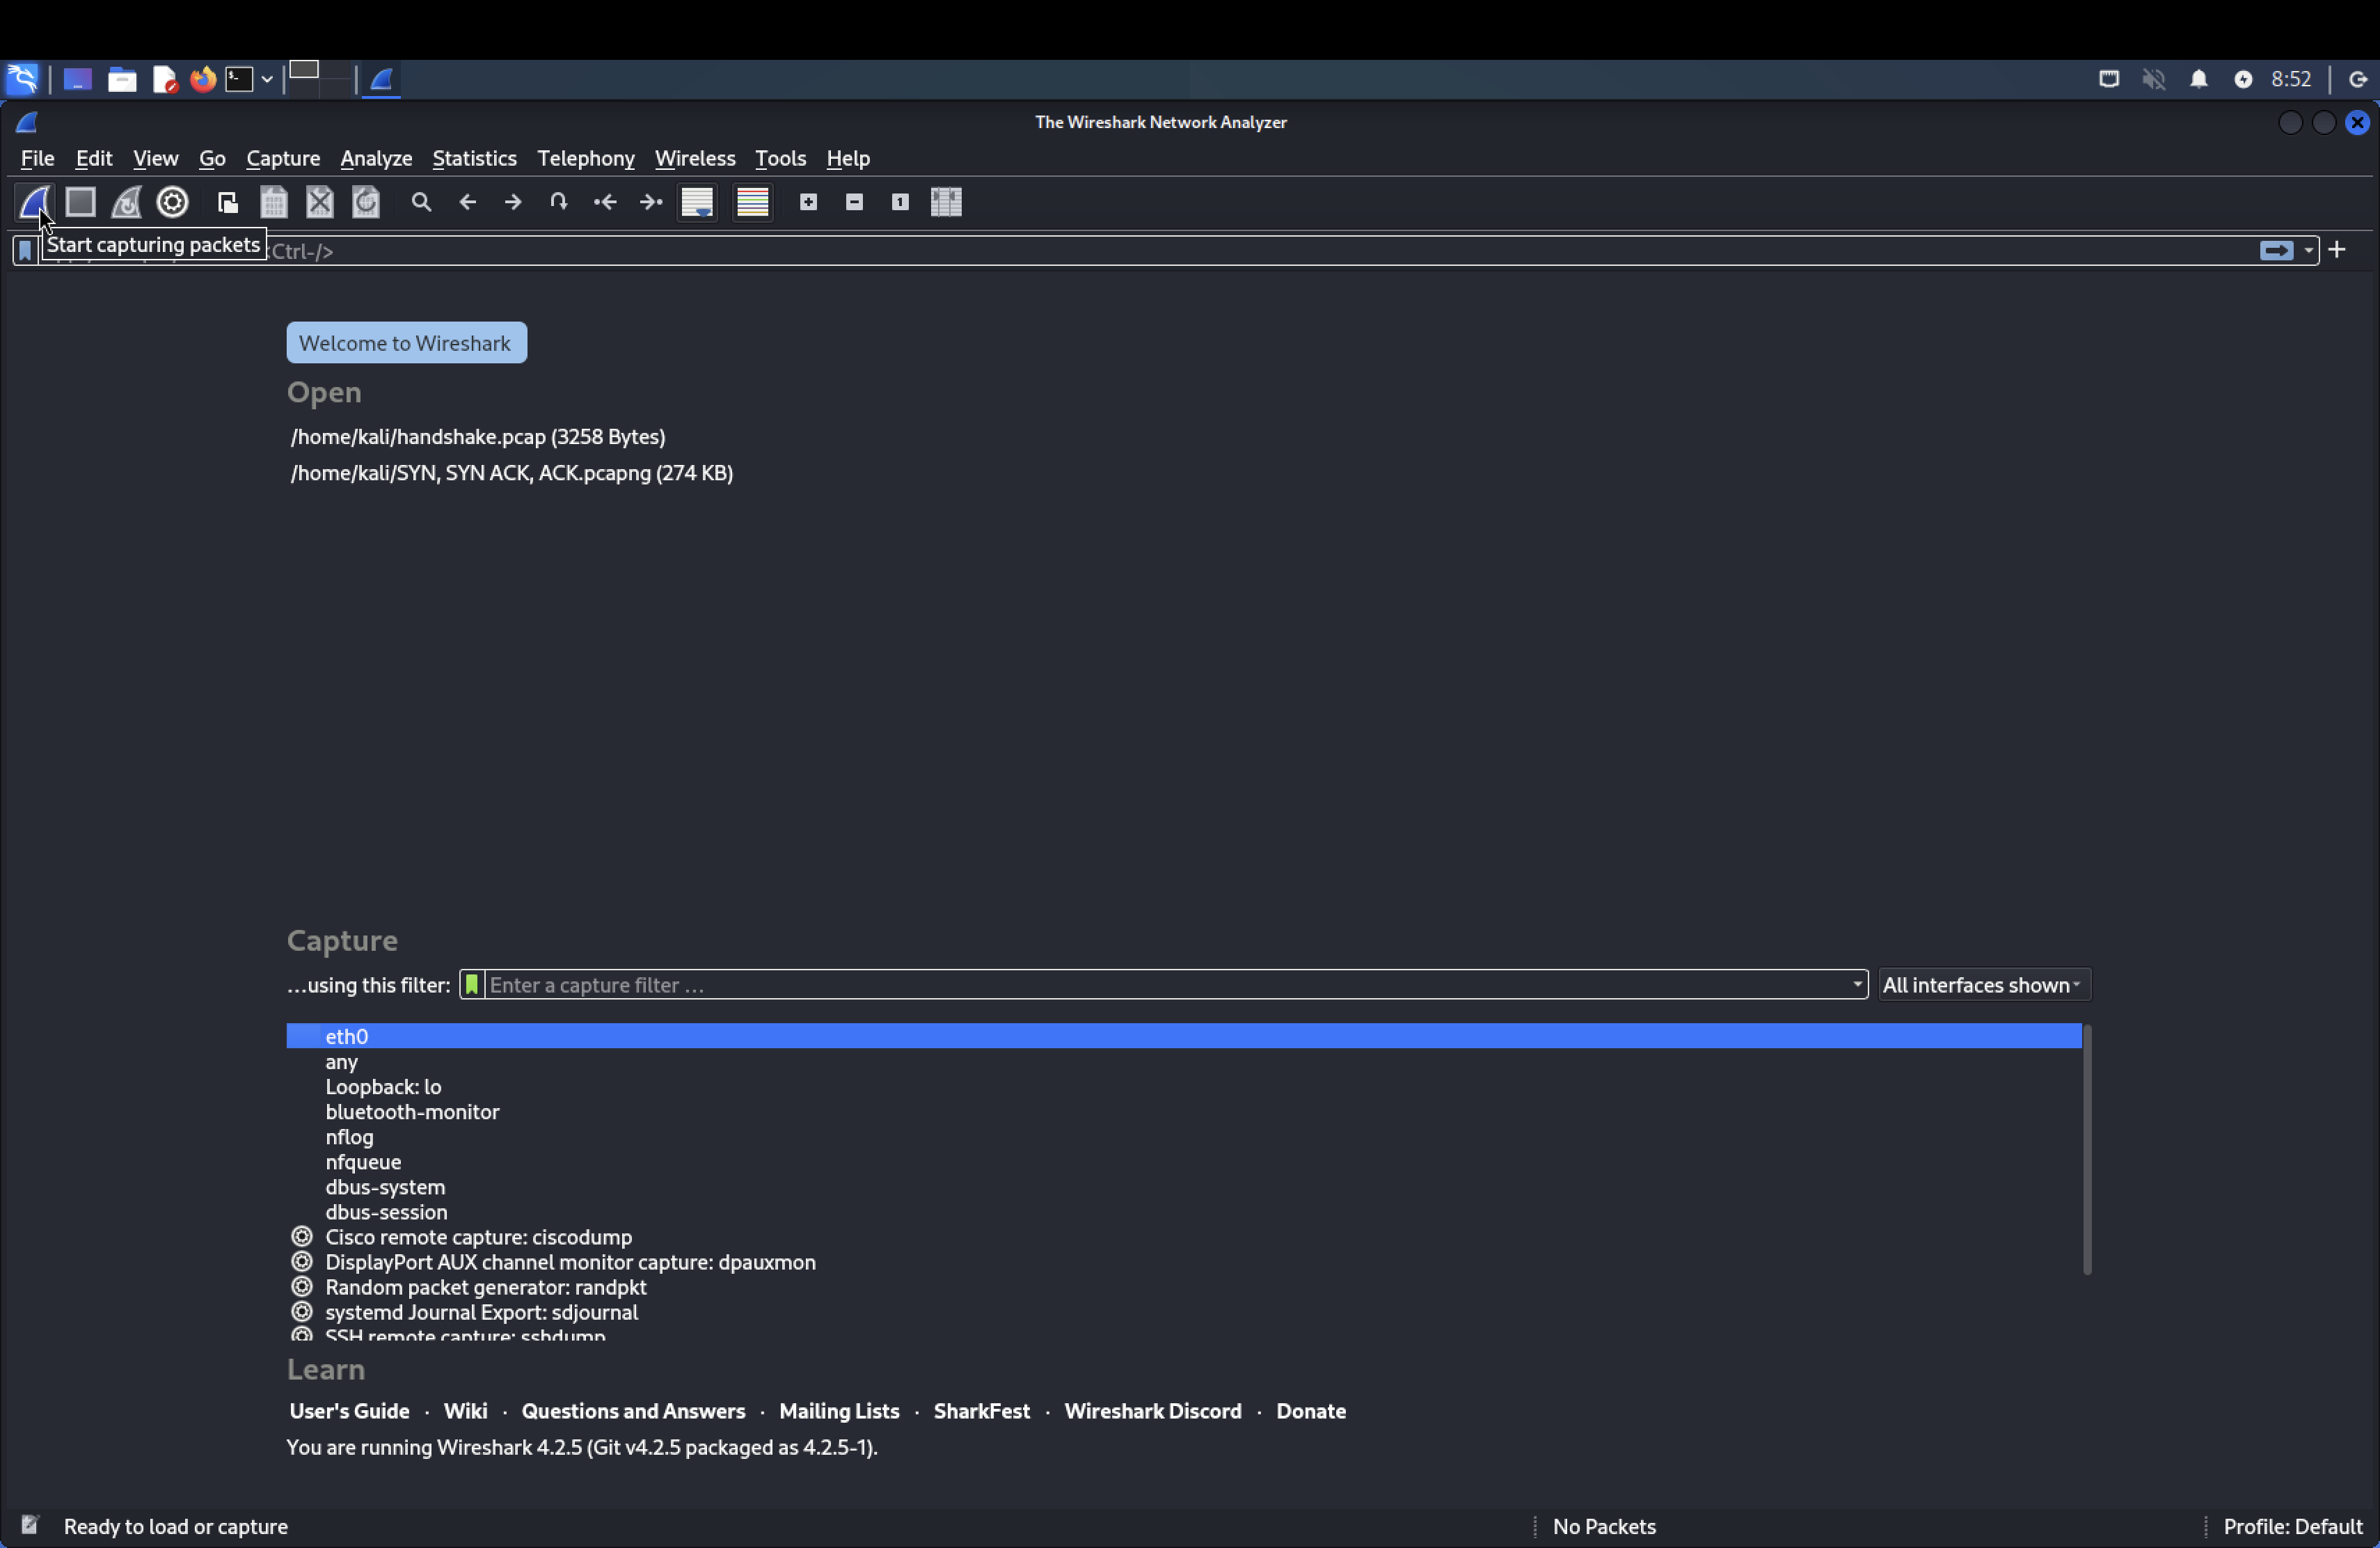 8:52
The Wireshark Network Analyzer
File Edit View Go Capture Analyze Statistics Telephony Wireless Tools Help
Start capturing packets
Ctrl-/>
Welcome to Wireshark
Open
/home/kali/handshake.pcap (3258 Bytes)
/home/kali/SYN, SYN ACK, ACK.pcapng (274 KB)
Capture
...using this filter: Enter a capture filter ... All interfaces shown
eth0
any
Loopback: lo
bluetooth-monitor
nflog
nfqueue
dbus-system
dbus-session
Cisco remote capture: ciscodump
DisplayPort AUX channel monitor capture: dpauxmon
Random packet generator: randpkt
systemd Journal Export: sdjournal
SSH remote capture: sshdump
Learn
User's Guide · Wiki · Questions and Answers · Mailing Lists · SharkFest · Wireshark Discord · Donate
You are running Wireshark 4.2.5 (Git v4.2.5 packaged as 4.2.5-1).
Ready to load or capture No Packets Profile: Default